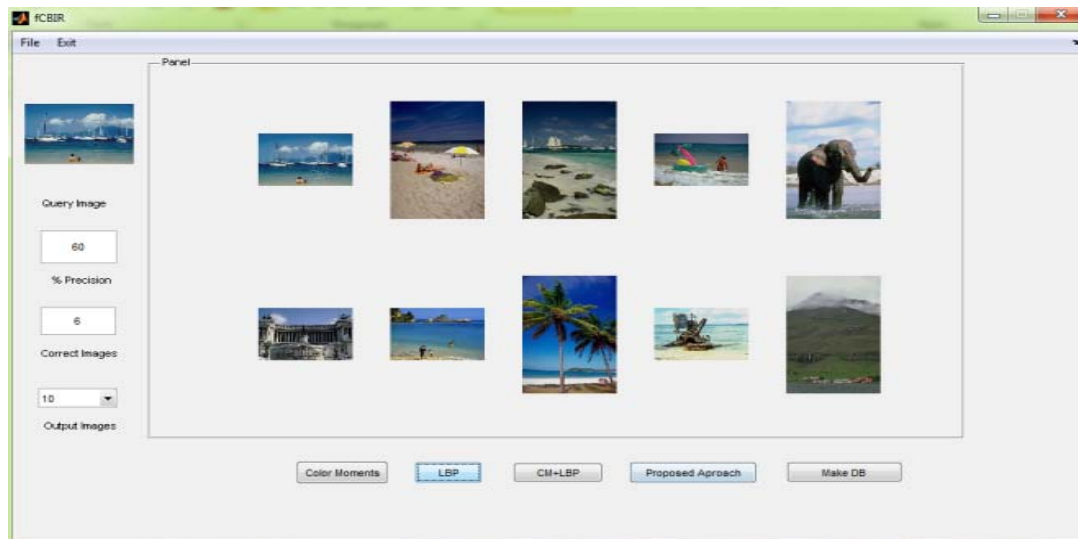 fCBIR
File Exit
Panel
Query Image
60
% Precision
6
Correct Images
10
Output Images
Color Moments LBP CM+LBP Proposed Aproach Make DB